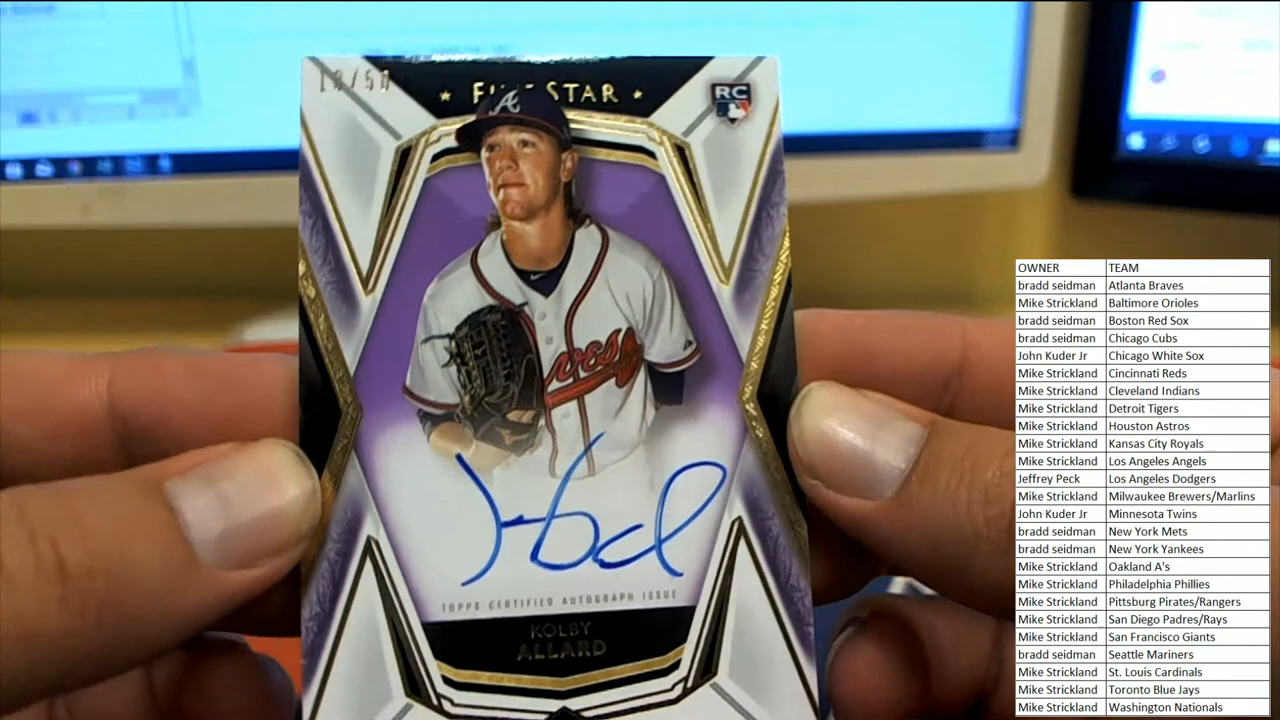 ★ FIVE STAR ★
RC
A
TOPPS CERTIFIED AUTOGRAPH ISSUE
KOLBY
ALLARD
OWNER TEAM
bradd seidman Atlanta Braves
Mike Strickland Baltimore Orioles
bradd seidman Boston Red Sox
bradd seidman Chicago Cubs
John Kuder Jr Chicago White Sox
Mike Strickland Cincinnati Reds
Mike Strickland Cleveland Indians
Mike Strickland Detroit Tigers
Mike Strickland Houston Astros
Mike Strickland Kansas City Royals
Mike Strickland Los Angeles Angels
Jeffrey Peck Los Angeles Dodgers
Mike Strickland Milwaukee Brewers/Marlins
John Kuder Jr Minnesota Twins
bradd seidman New York Mets
bradd seidman New York Yankees
Mike Strickland Oakland A's
Mike Strickland Philadelphia Phillies
Mike Strickland Pittsburg Pirates/Rangers
Mike Strickland San Diego Padres/Rays
Mike Strickland San Francisco Giants
bradd seidman Seattle Mariners
Mike Strickland St. Louis Cardinals
Mike Strickland Toronto Blue Jays
Mike Strickland Washington Nationals